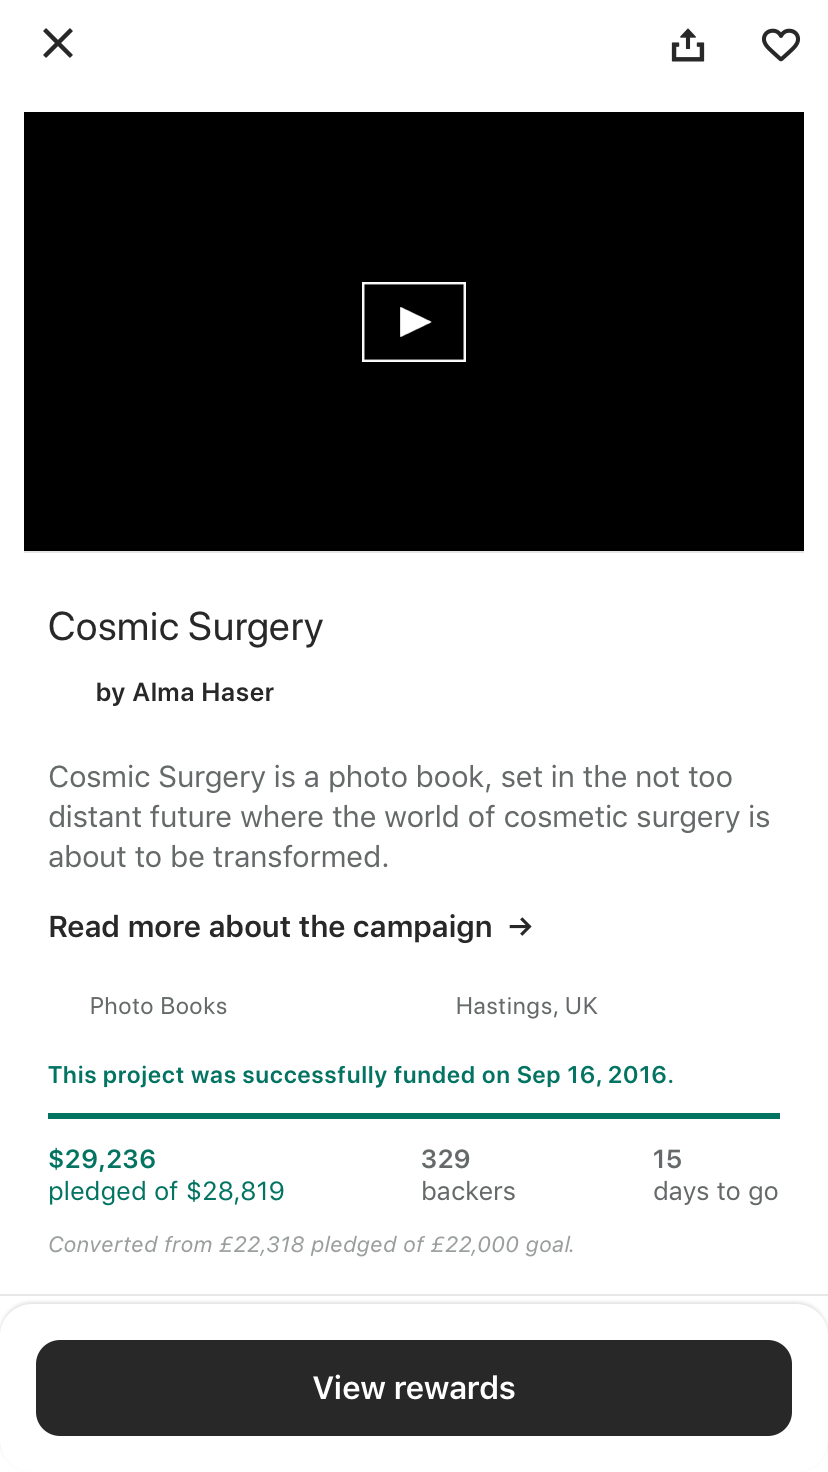 Cosmic Surgery
by Alma Haser
Cosmic Surgery is a photo book, set in the not too
distant future where the world of cosmetic surgery is
about to be transformed.
Read more about the campaign →
Photo Books
Hastings, UK
This project was successfully funded on Sep 16, 2016.
$29,236
pledged of $28,819
329
backers
15
days to go
Converted from £22,318 pledged of £22,000 goal.
View rewards